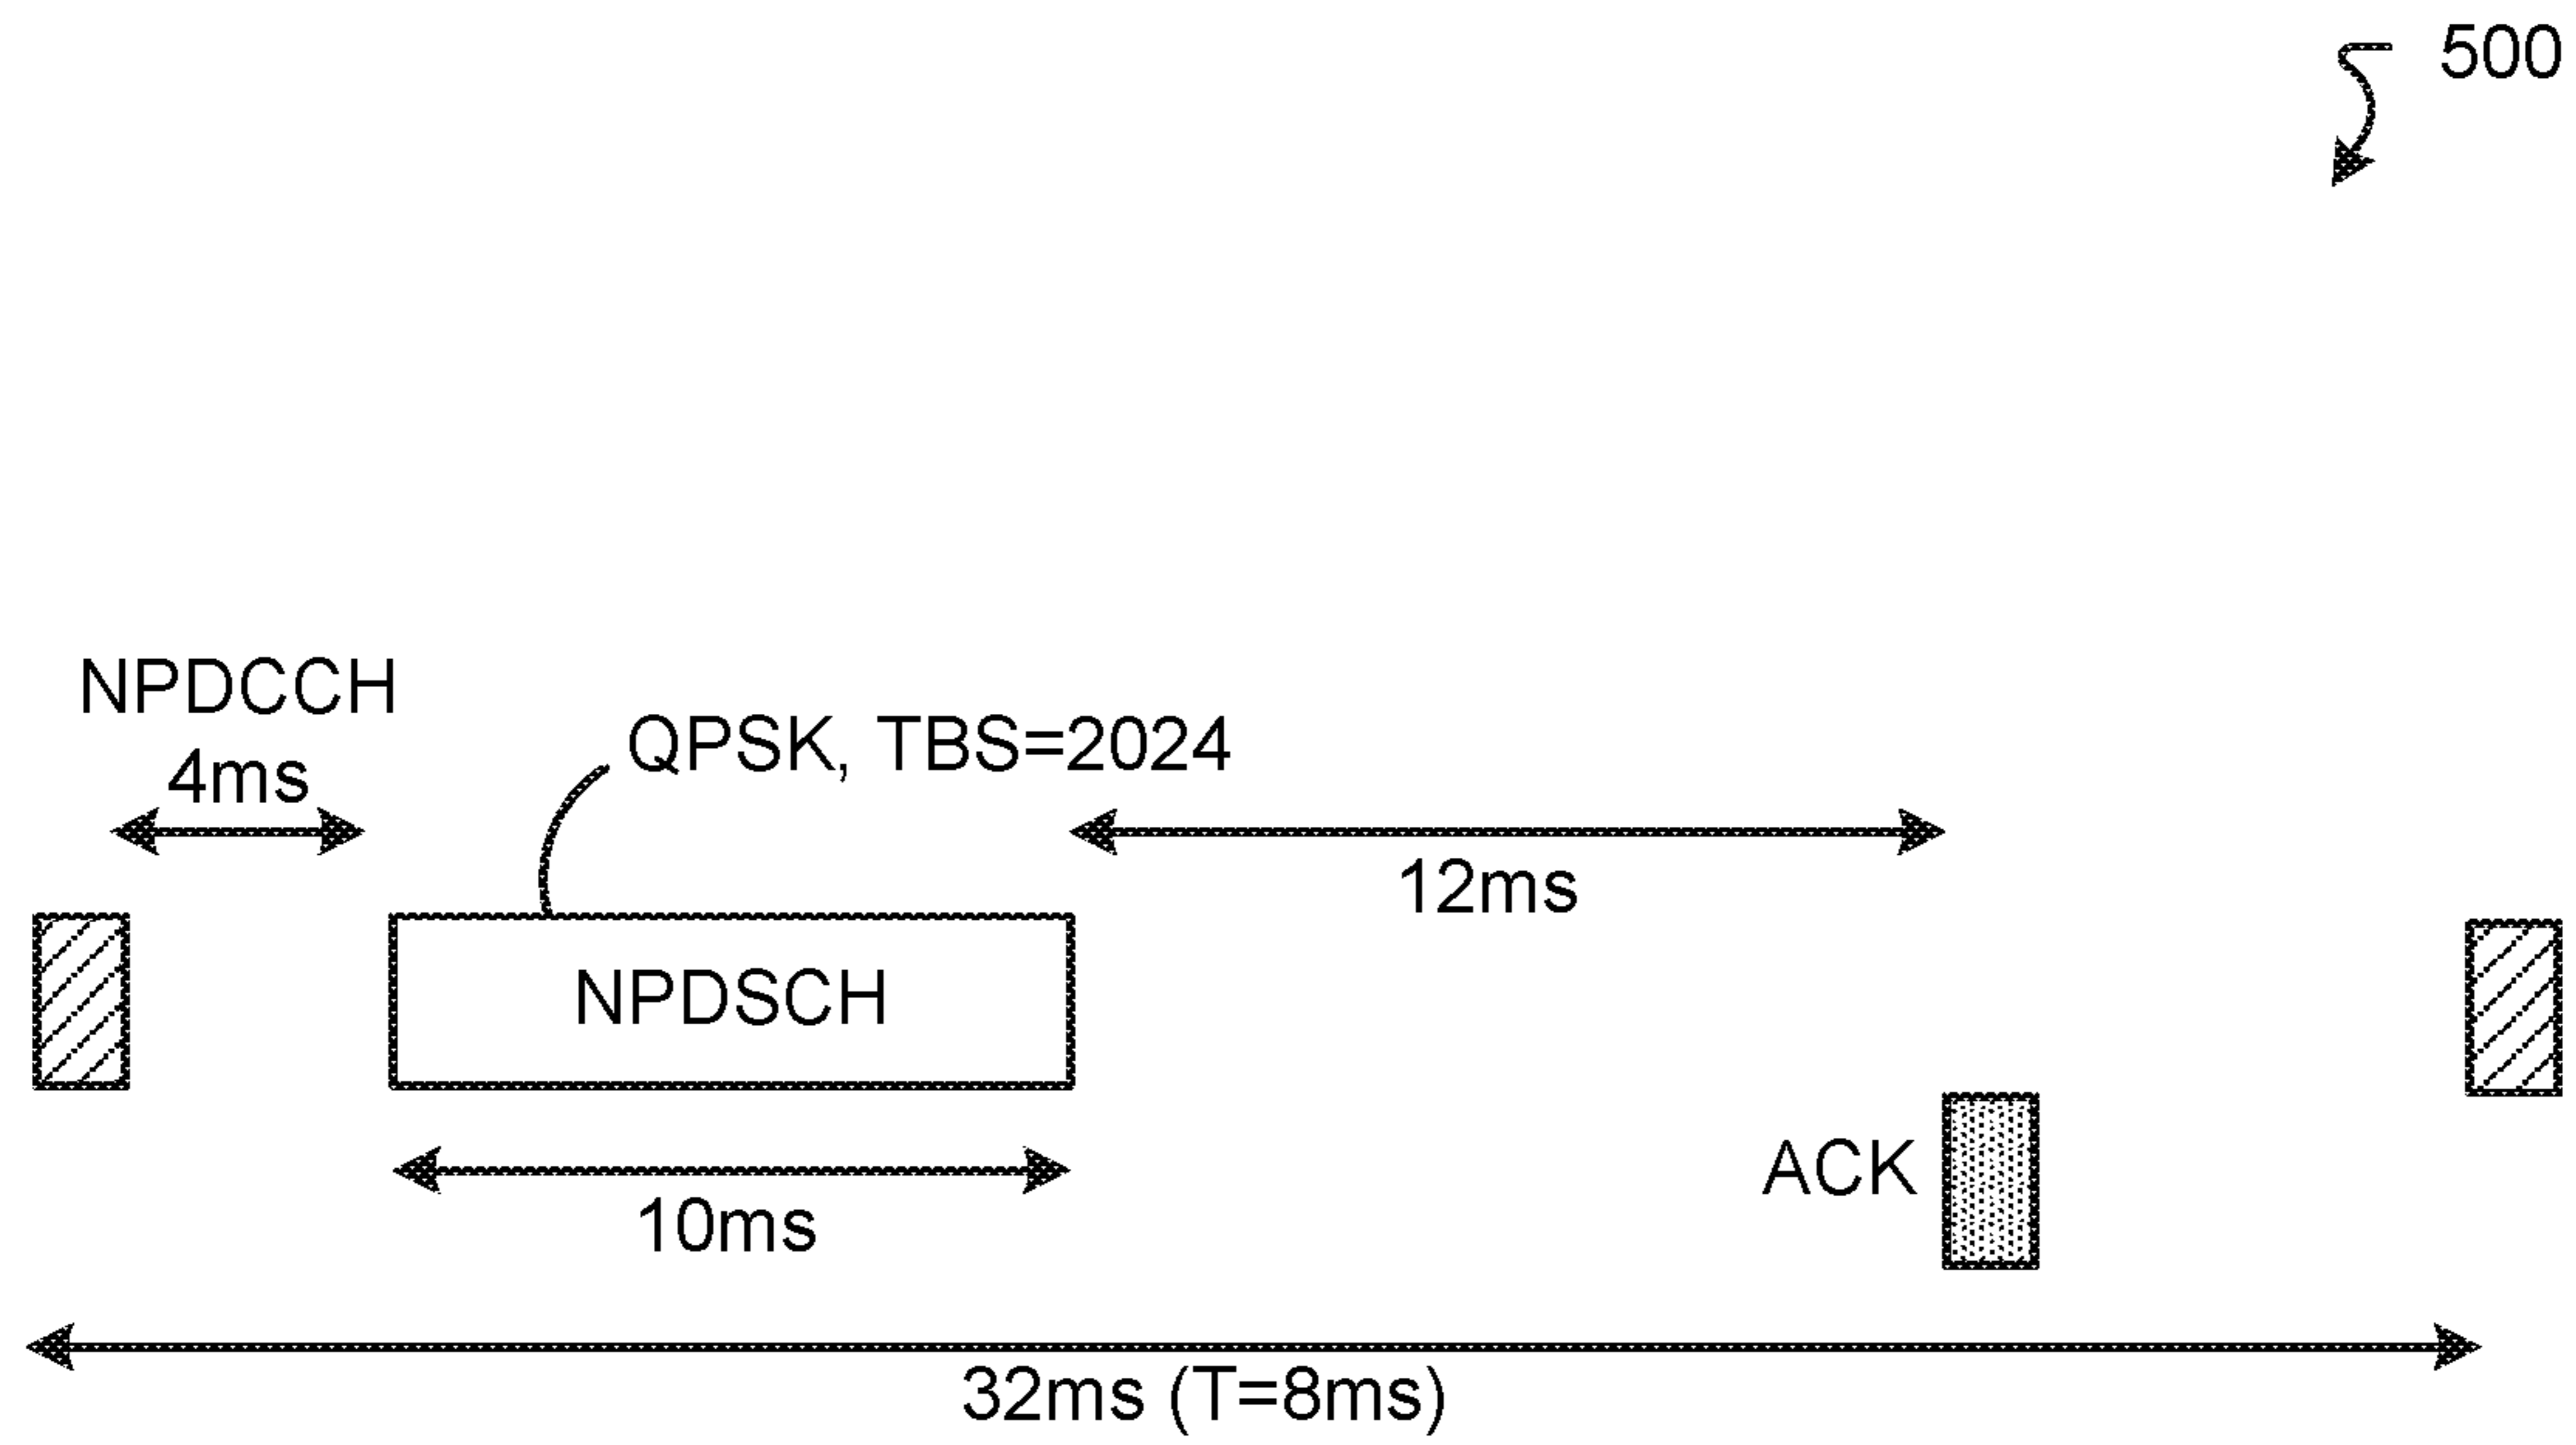 500
NPDCCH
4ms
QPSK, TBS=2024
12ms
NPDSCH
ACK
10ms
32ms (T=8ms)